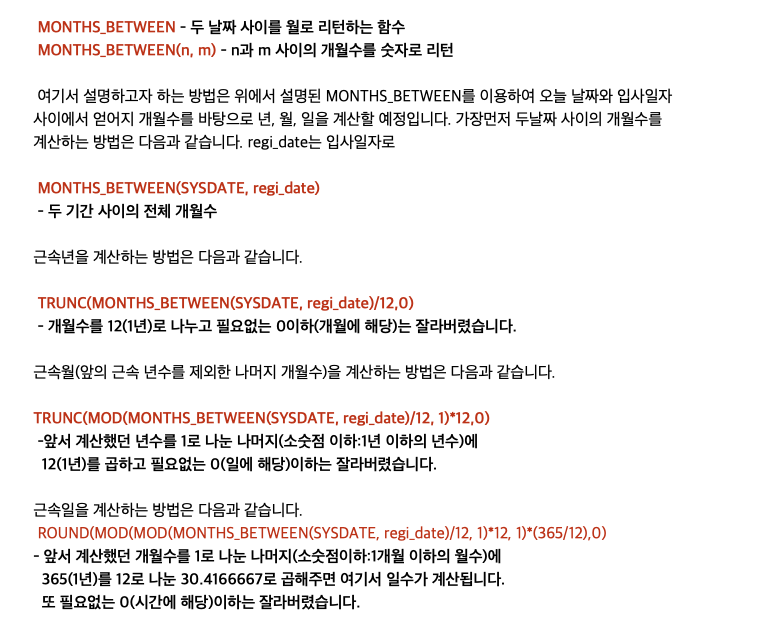 MONTHS_BETWEEN - 두 날짜 사이를 월로 리턴하는 함수
MONTHS_BETWEEN(n, m) - n과 m 사이의 개월수를 숫자로 리턴
여기서 설명하고자 하는 방법은 위에서 설명된 MONTHS_BETWEEN를 이용하여 오늘 날짜와 입사일자
사이에서 얻어지 개월수를 바탕으로 년, 월, 일을 계산할 예정입니다. 가장먼저 두날짜 사이의 개월수를
계산하는 방법은 다음과 같습니다. regi_date는 입사일자로
MONTHS_BETWEEN(SYSDATE, regi_date)
- 두 기간 사이의 전체 개월수
근속년을 계산하는 방법은 다음과 같습니다.
TRUNC(MONTHS_BETWEEN(SYSDATE, regi_date)/12,0)
- 개월수를 12(1년)로 나누고 필요없는 0이하(개월에 해당)는 잘라버렸습니다.
근속월(앞의 근속 년수를 제외한 나머지 개월수)을 계산하는 방법은 다음과 같습니다.
TRUNC(MOD(MONTHS_BETWEEN(SYSDATE, regi_date)/12, 1)*12,0)
-앞서 계산했던 년수를 1로 나눈 나머지(소숫점 이하:1년 이하의 년수)에
12(1년)를 곱하고 필요없는 0(일에 해당)이하는 잘라버렸습니다.
근속일을 계산하는 방법은 다음과 같습니다.
ROUND(MOD(MOD(MONTHS_BETWEEN(SYSDATE, regi_date)/12, 1)*12, 1)*(365/12),0)
- 앞서 계산했던 개월수를 1로 나눈 나머지(소숫점이하:1개월 이하의 월수)에
365(1년)를 12로 나눈 30.4166667로 곱해주면 여기서 일수가 계산됩니다.
또 필요없는 0(시간에 해당)이하는 잘라버렸습니다.